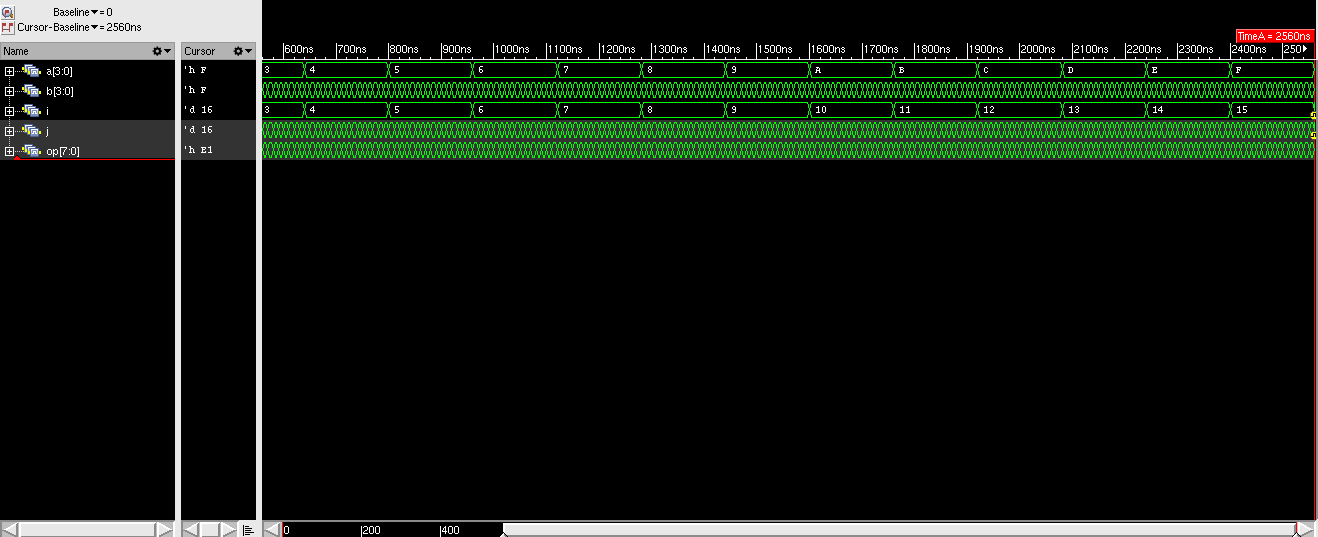 Baseline▼= 0
Cursor-Baseline▼= 2560ns
TimeA = 2560ns
Name
Cursor
600ns 700ns 800ns 900ns 1000ns 1100ns 1200ns 1300ns 1400ns 1500ns 1600ns 1700ns 1800ns 1900ns 2000ns 2100ns 2200ns 2300ns 2400ns 250
a[3:0] 'h F 3 4 5 6 7 8 9 A B C D E F
b[3:0] 'h F
i 'd 16 3 4 5 6 7 8 9 10 11 12 13 14 15
j 'd 16
op[7:0] 'h E1
0 200 400